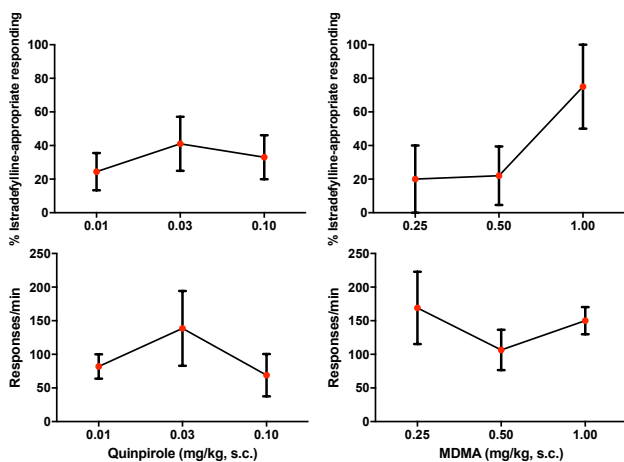 % Istradefylline-appropriate responding
100
80
60
40
20
0
0.01 0.03 0.10
% Istradefylline-appropriate responding
100
80
60
40
20
0
0.25 0.50 1.00
Responses/min
250
200
150
100
50
0
0.01 0.03 0.10
Quinpirole (mg/kg, s.c.)
Responses/min
250
200
150
100
50
0
0.25 0.50 1.00
MDMA (mg/kg, s.c.)